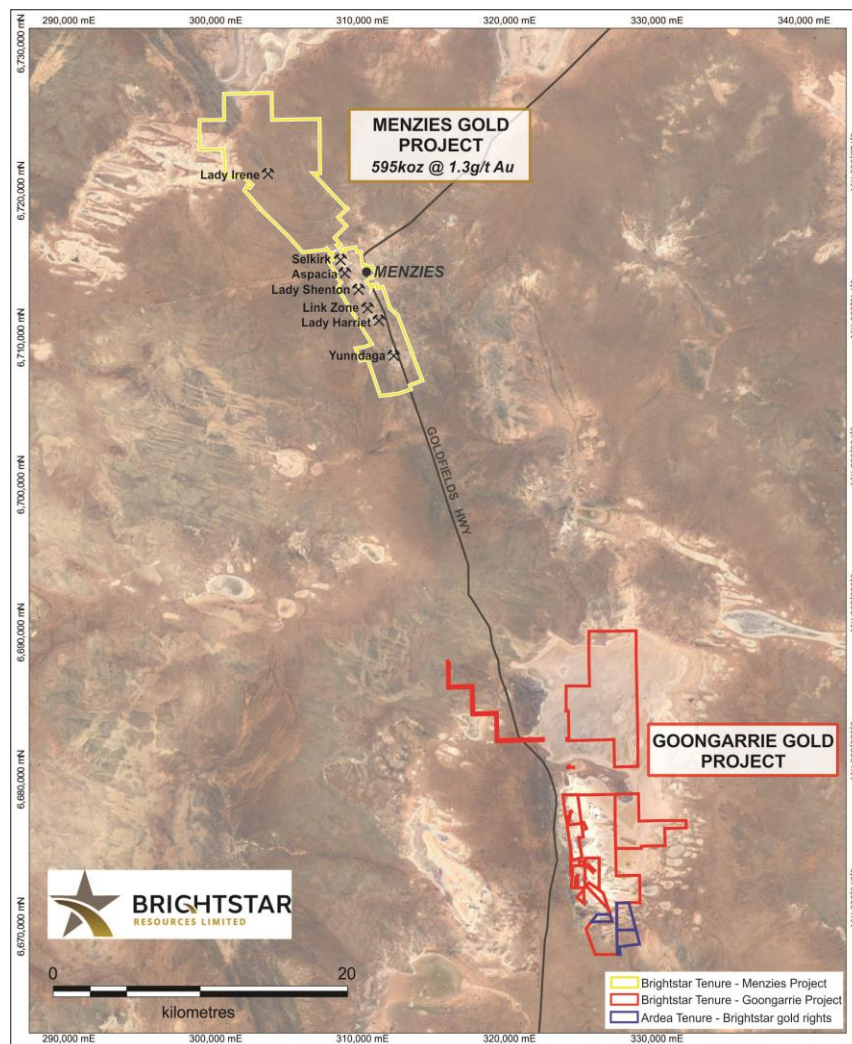 290,000 mE
300,000 mE
310,000 mE
320,000 mE
330,000 mE
340,000 mE
6,730,000 mN
6,720,000 mN
6,710,000 mN
6,700,000 mN
6,690,000 mN
6,680,000 mN
6,670,000 mN
MENZIES GOLD
PROJECT
595koz @ 1.3g/t Au
Lady Irene
Selkirk
Aspacia
MENZIES
Lady Shenton
Link Zone
Lady Harriet
Yunndaga
GOLDFIELDS HWY
GOONGARRIE GOLD
PROJECT
BRIGHTSTAR
RESOURCES LIMITED
0
20
kilometres
Brightstar Tenure - Menzies Project
Brightstar Tenure - Goongarrie Project
Ardea Tenure - Brightstar gold rights
290,000 mE
300,000 mE
310,000 mE
320,000 mE
330,000 mE
340,000 mE